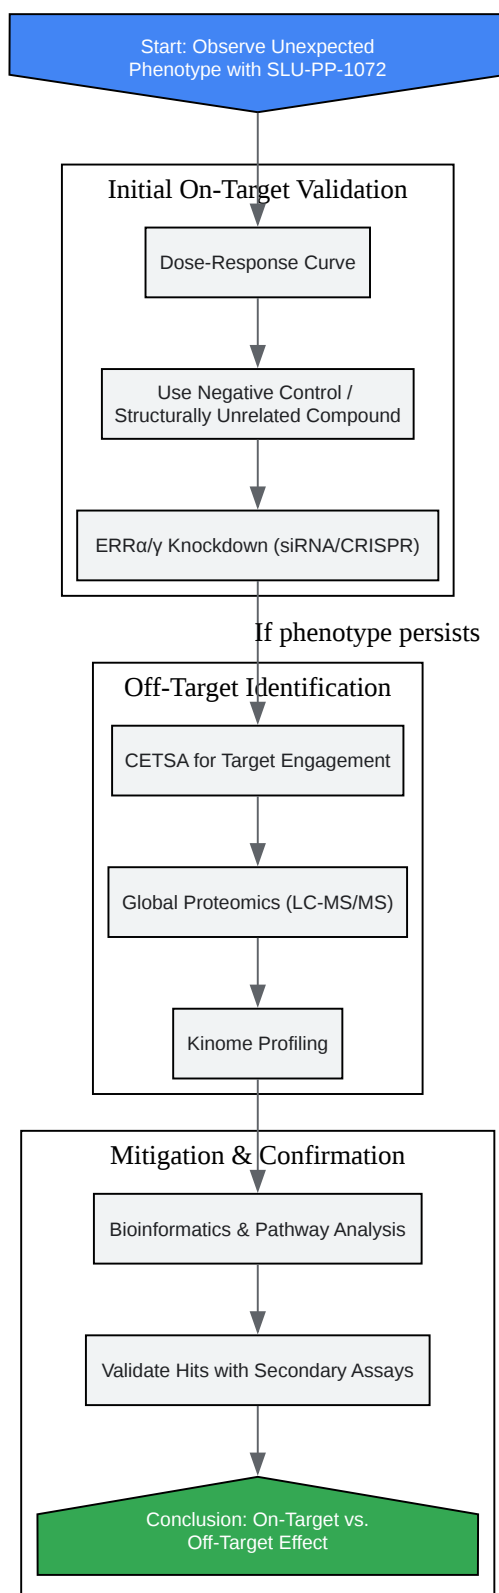 Start: Observe Unexpected
Phenotype with SLU-PP-1072
Initial On-Target Validation
Dose-Response Curve
Use Negative Control /
Structurally Unrelated Compound
ERRα/γ Knockdown (siRNA/CRISPR)
If phenotype persists
Off-Target Identification
CETSA for Target Engagement
Global Proteomics (LC-MS/MS)
Kinome Profiling
Mitigation & Confirmation
Bioinformatics & Pathway Analysis
Validate Hits with Secondary Assays
Conclusion: On-Target vs.
Off-Target Effect